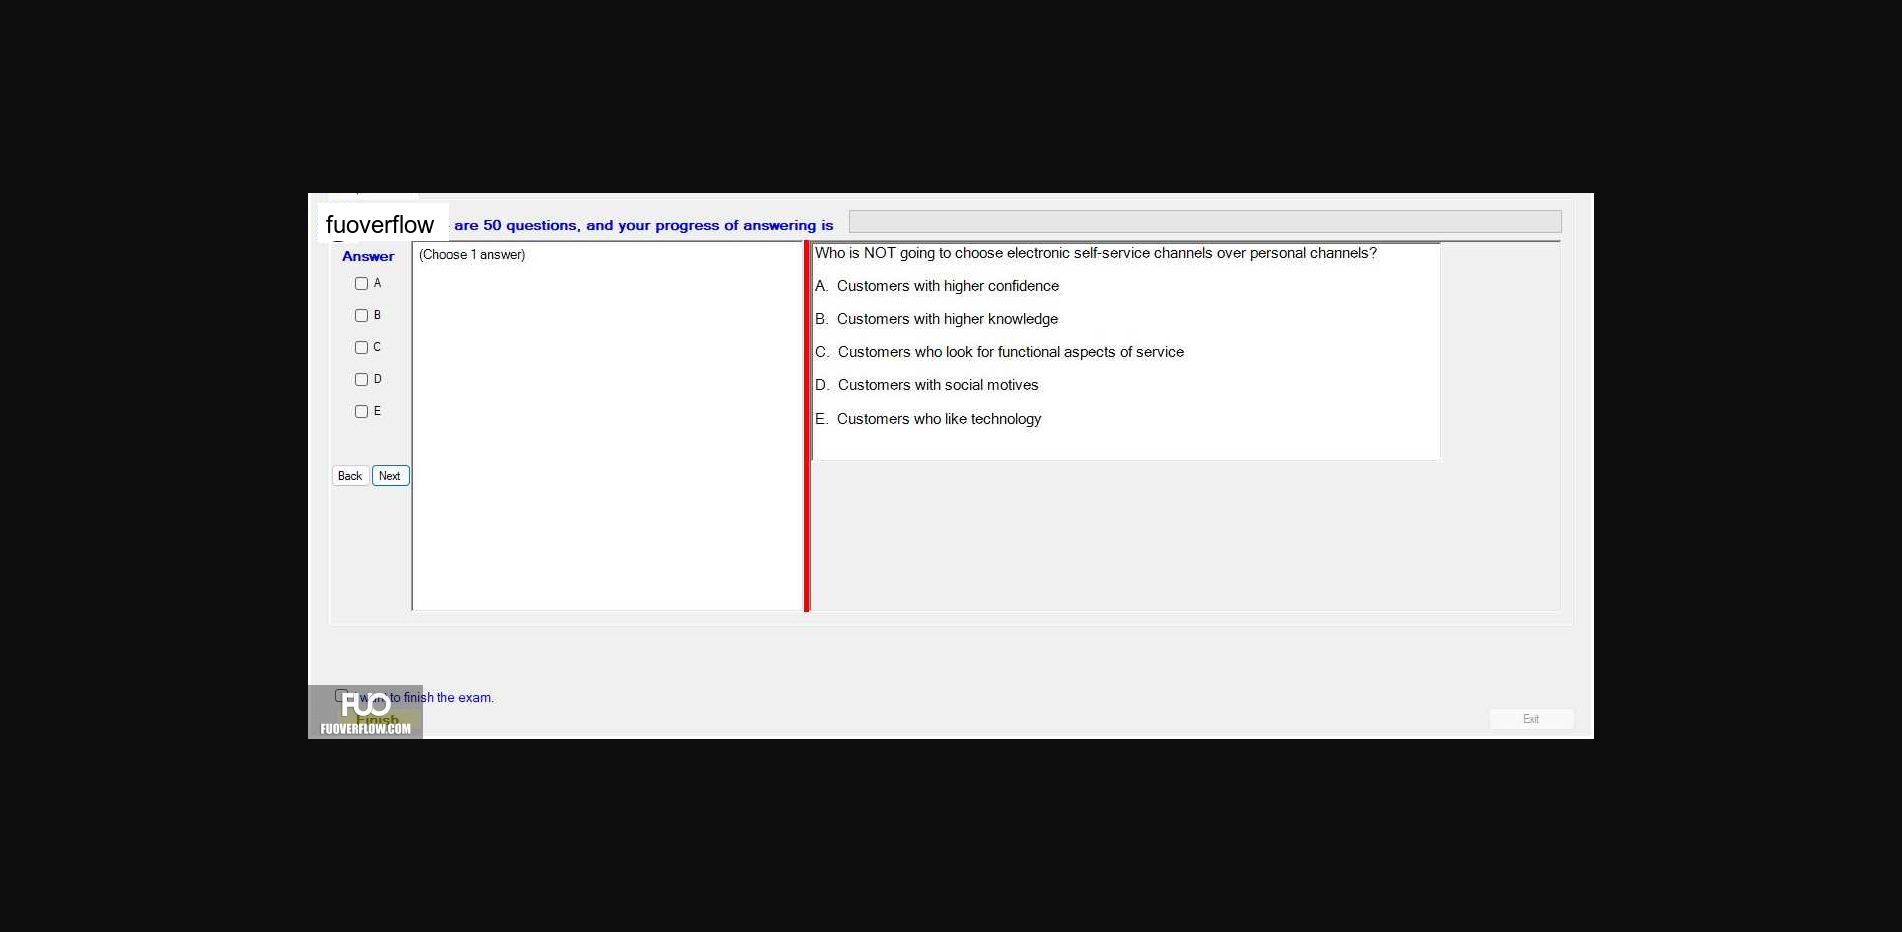 fuoverflow are 50 questions, and your progress of answering is
Answer
A
B
C
D
E
Back Next
(Choose 1 answer)
Who is NOT going to choose electronic self-service channels over personal channels?
A. Customers with higher confidence
B. Customers with higher knowledge
C. Customers who look for functional aspects of service
D. Customers with social motives
E. Customers who like technology
I want to finish the exam.
FUO
Finish
FUOVERFLOW.COM
Exit